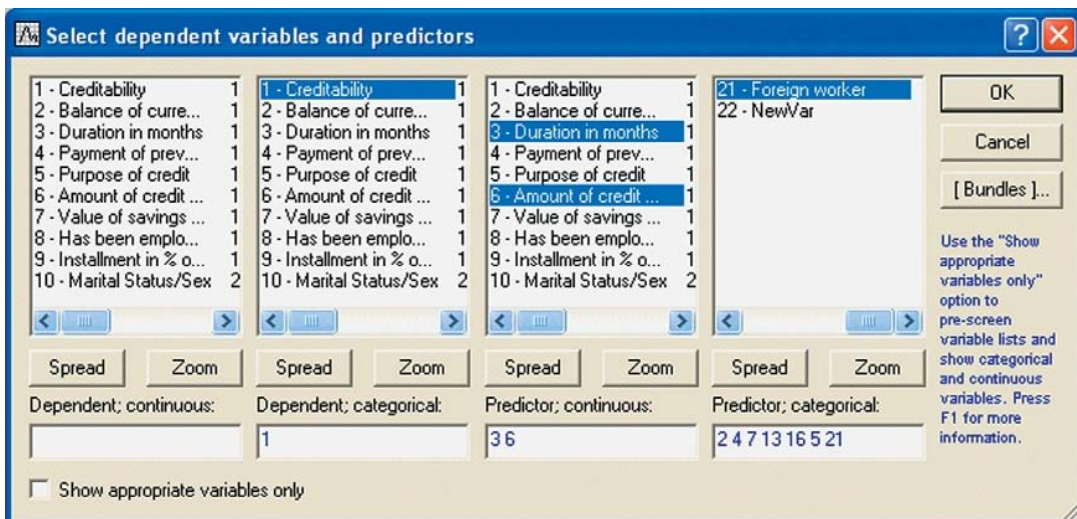 Select dependent variables and predictors
1 - Creditability 1
2 - Balance of curre... 1
3 - Duration in months 1
4 - Payment of prev... 1
5 - Purpose of credit 1
6 - Amount of credit ... 1
7 - Value of savings ... 1
8 - Has been emplo... 1
9 - Installment in % o... 1
10 - Marital Status/Sex 2
1 - Creditability 1
2 - Balance of curre... 1
3 - Duration in months 1
4 - Payment of prev... 1
5 - Purpose of credit 1
6 - Amount of credit ... 1
7 - Value of savings ... 1
8 - Has been emplo... 1
9 - Installment in % o... 1
10 - Marital Status/Sex 2
1 - Creditability 1
2 - Balance of curre... 1
3 - Duration in months 1
4 - Payment of prev... 1
5 - Purpose of credit 1
6 - Amount of credit ... 1
7 - Value of savings ... 1
8 - Has been emplo... 1
9 - Installment in % o... 1
10 - Marital Status/Sex 2
21 - Foreign worker
22 - NewVar
OK
Cancel
[ Bundles ]...
Use the "Show
appropriate
variables only"
option to
pre-screen
variable lists and
show categorical
and continuous
variables. Press
F1 for more
information.
Spread Zoom Spread Zoom Spread Zoom Spread Zoom
Dependent; continuous: Dependent; categorical: Predictor; continuous: Predictor; categorical:
1 3 6 2 4 7 13 16 5 21
Show appropriate variables only